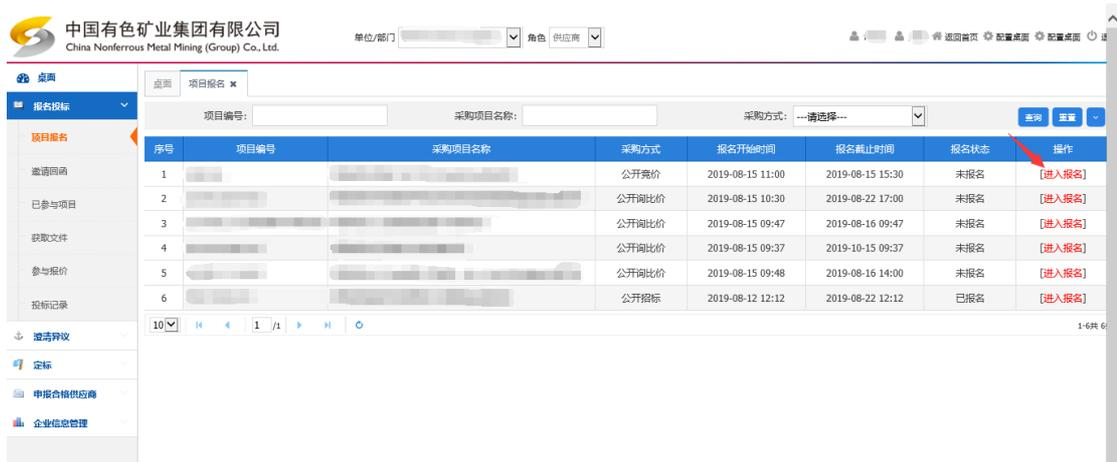 中国有色矿业集团有限公司
China Nonferrous Metal Mining (Group) Co., Ltd.
单位/部门 角色 供应商
返回首页 配置桌面 配置桌面
桌面
报名投标
项目报名
邀请回函
已参与项目
获取文件
参与报价
投标记录
澄清异议
定标
申报合格供应商
企业信息管理
桌面 项目报名
项目编号: 采购项目名称: 采购方式: ---请选择--- 查询 重置
序号 项目编号 采购项目名称 采购方式 报名开始时间 报名截止时间 报名状态 操作
1 公开竞价 2019-08-15 11:00 2019-08-15 15:30 未报名 [进入报名]
2 公开询比价 2019-08-15 10:30 2019-08-22 17:00 未报名 [进入报名]
3 公开询比价 2019-08-15 09:47 2019-08-16 09:47 未报名 [进入报名]
4 公开询比价 2019-08-15 09:37 2019-10-15 09:37 未报名 [进入报名]
5 公开询比价 2019-08-15 09:48 2019-08-16 14:00 未报名 [进入报名]
6 公开招标 2019-08-12 12:12 2019-08-22 12:12 已报名 [进入报名]
10 1 /1 1-6共